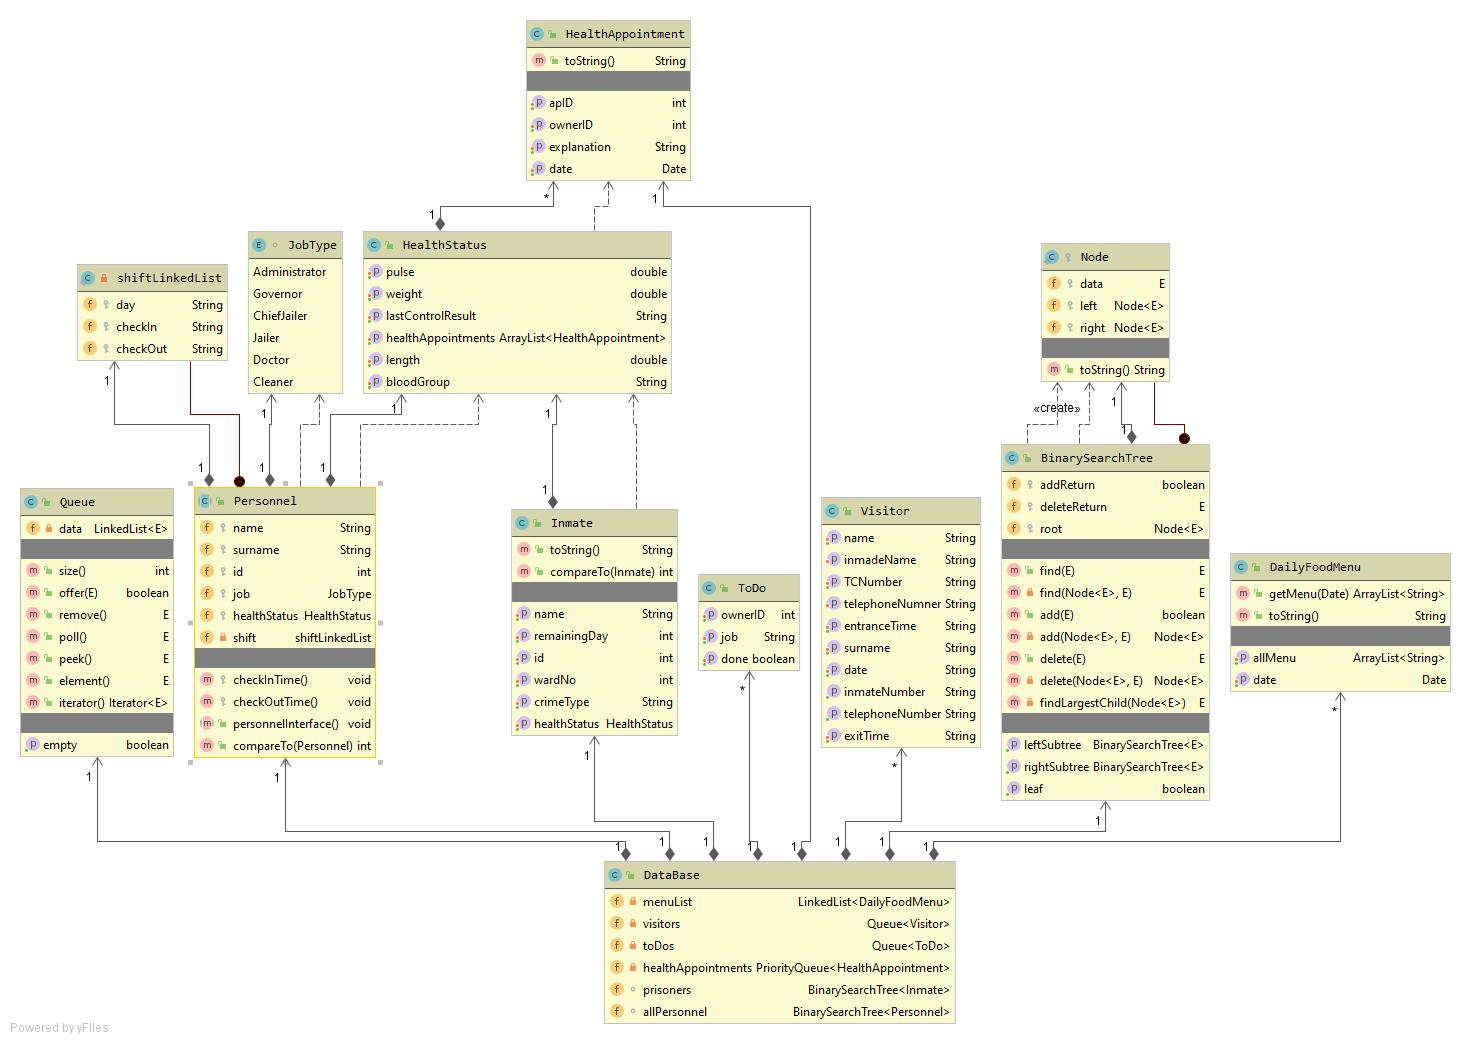 HealthAppointment
toString() String
apID int
ownerID int
explanation String
date Date
* 1
1
shiftLinkedList
day String
checkIn String
checkOut String
1
1
JobType
Administrator
Governor
ChiefJailer
Jailer
Doctor
Cleaner
1
1
HealthStatus
pulse double
weight double
lastControlResult String
healthAppointments ArrayList<HealthAppointment>
length double
bloodGroup String
1
1
1
1
Node
data E
left Node<E>
right Node<E>
toString() String
«create»
1
1
Queue
data LinkedList<E>
size() int
offer(E) boolean
remove() E
poll() E
peek() E
element() E
iterator() Iterator<E>
empty boolean
1
Personnel
name String
surname String
id int
job JobType
healthStatus HealthStatus
shift shiftLinkedList
checkInTime() void
checkOutTime() void
personnelInterface() void
compareTo(Personnel) int
1
Inmate
toString() String
compareTo(Inmate) int
name String
remainingDay int
id int
wardNo int
crimeType String
healthStatus HealthStatus
1
ToDo
ownerID int
job String
done boolean
*
Visitor
name String
inmadeName String
TCNumber String
telephoneNumner String
entranceTime String
surname String
date String
inmateNumber String
telephoneNumber String
exitTime String
*
BinarySearchTree
addReturn boolean
deleteReturn E
root Node<E>
find(E) E
find(Node<E>, E) E
add(E) boolean
add(Node<E>, E) Node<E>
delete(E) E
delete(Node<E>, E) Node<E>
findLargestChild(Node<E>) E
leftSubtree BinarySearchTree<E>
rightSubtree BinarySearchTree<E>
leaf boolean
1
DailyFoodMenu
getMenu(Date) ArrayList<String>
toString() String
allMenu ArrayList<String>
date Date
*
1 1 1 1 1 1 1 1
DataBase
menuList LinkedList<DailyFoodMenu>
visitors Queue<Visitor>
toDos Queue<ToDo>
healthAppointments PriorityQueue<HealthAppointment>
prisoners BinarySearchTree<Inmate>
allPersonnel BinarySearchTree<Personnel>
Powered by yFiles